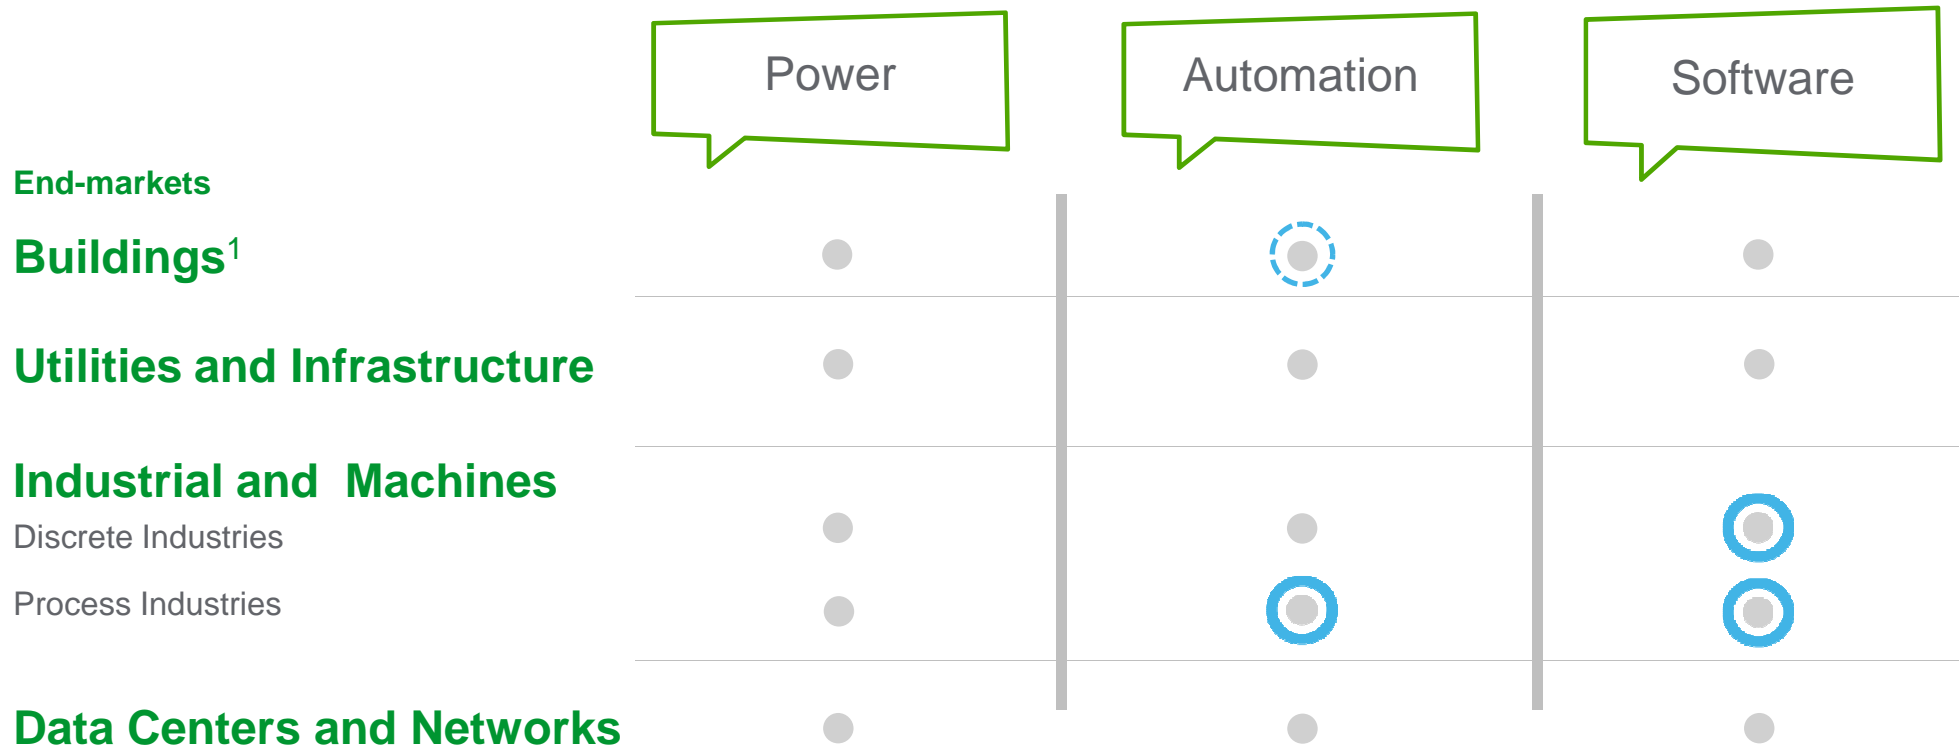 Power
Automation
Software
End-markets
Buildings1
Utilities and Infrastructure
Industrial and  Machines
Discrete Industries
Process Industries
Data Centers and Networks